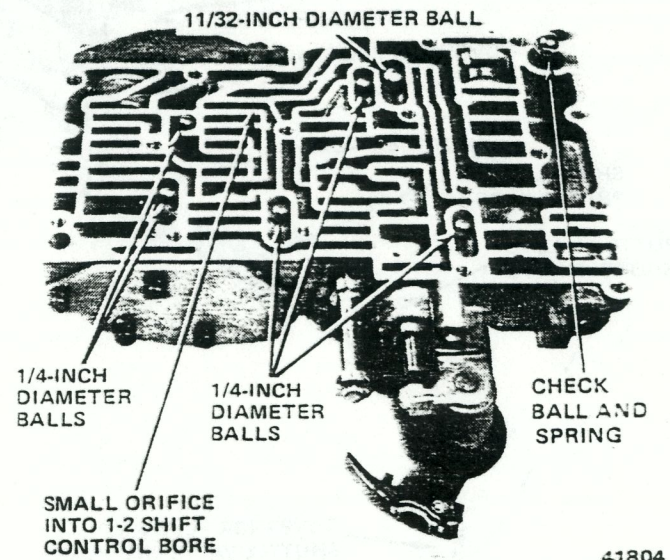 11/32-INCH DIAMETER BALL
1/4-INCH
DIAMETER
BALLS
1/4-INCH
DIAMETER
BALLS
CHECK
BALL AND
SPRING
SMALL ORIFICE
INTO 1-2 SHIFT
CONTROL BORE
41804